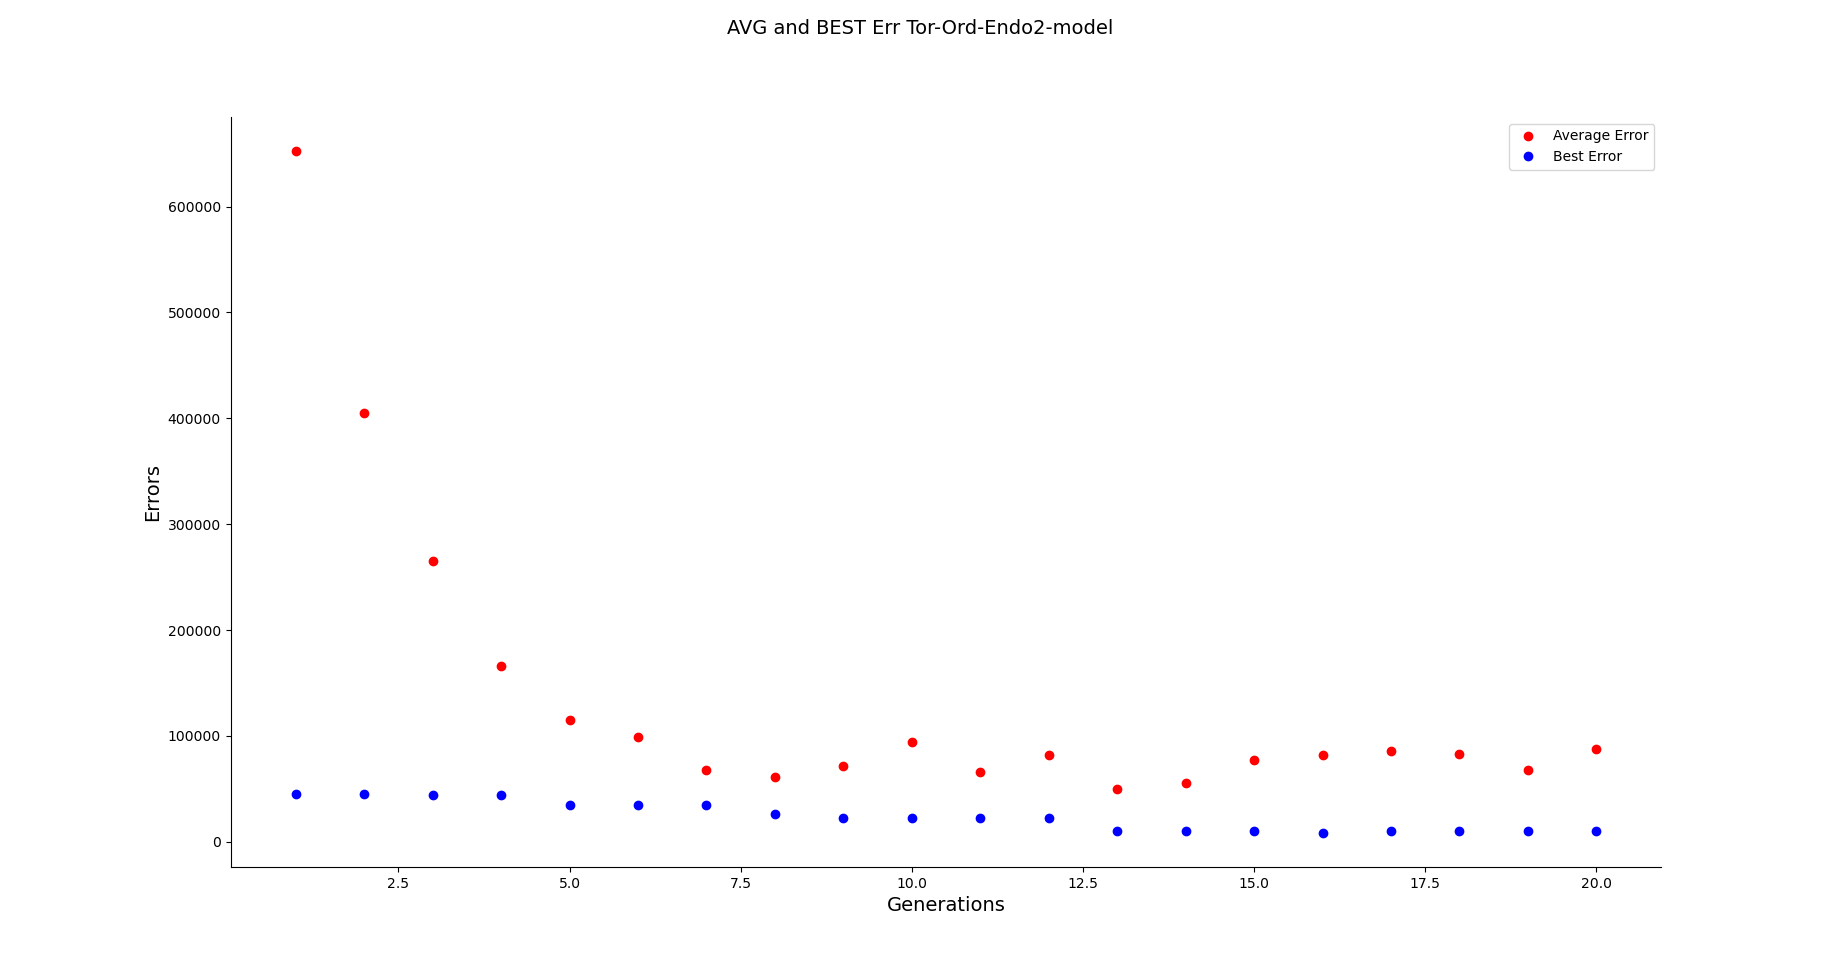 AVG and BEST Err Tor-Ord-Endo2-model
Average Error
Best Error
Errors
600000
500000
400000
300000
200000
100000
0
2.5 5.0 7.5 10.0 12.5 15.0 17.5 20.0
Generations